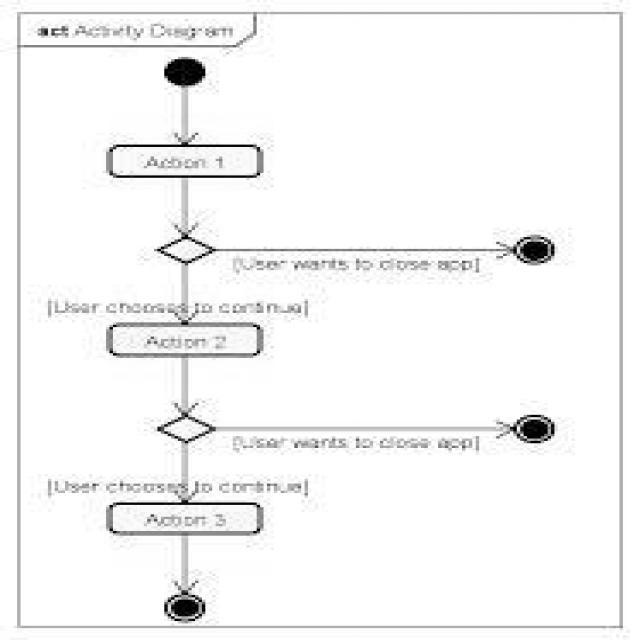 act Activity Diagram
Action 1
[User wants to close app]
[User chooses to continue]
Action 2
[User wants to close app]
[User chooses to continue]
Action 3